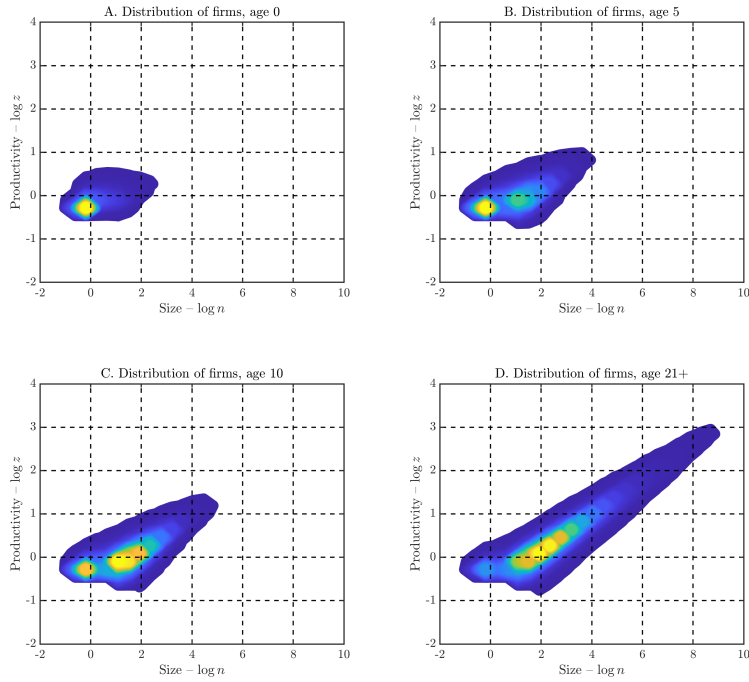 A. Distribution of firms, age 0
4
3
2
1
0
-1
-2
Productivity – log z
-2 0 2 4 6 8 10
Size – log n
B. Distribution of firms, age 5
4
3
2
1
0
-1
-2
Productivity – log z
-2 0 2 4 6 8 10
Size – log n
C. Distribution of firms, age 10
4
3
2
1
0
-1
-2
Productivity – log z
-2 0 2 4 6 8 10
Size – log n
D. Distribution of firms, age 21+
4
3
2
1
0
-1
-2
Productivity – log z
-2 0 2 4 6 8 10
Size – log n